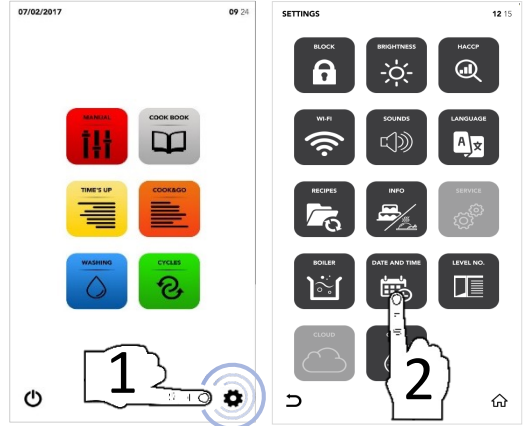 07/02/2017 09 24
MANUAL COOK BOOK
TIME'S UP COOK&GO
WASHING CYCLES
1
SETTINGS 12 15
BLOCK BRIGHTNESS HACCP
WI-FI SOUNDS LANGUAGE
A
RECIPES INFO SERVICE
BOILER DATE AND TIME LEVEL NO.
CLOUD
2